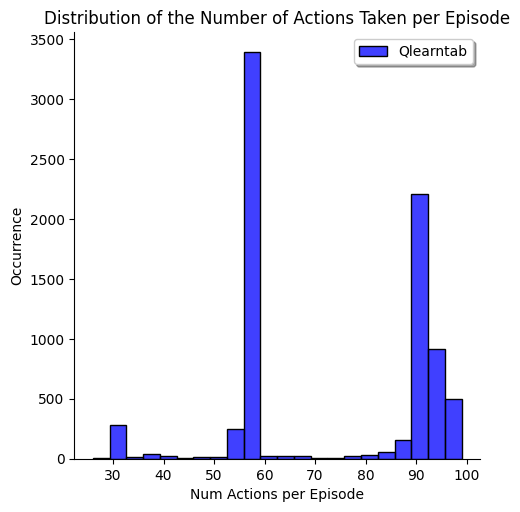 Distribution of the Number of Actions Taken per Episode
Qlearntab
3500
3000
2500
2000
1500
1000
500
0
Occurrence
30 40 50 60 70 80 90 100
Num Actions per Episode